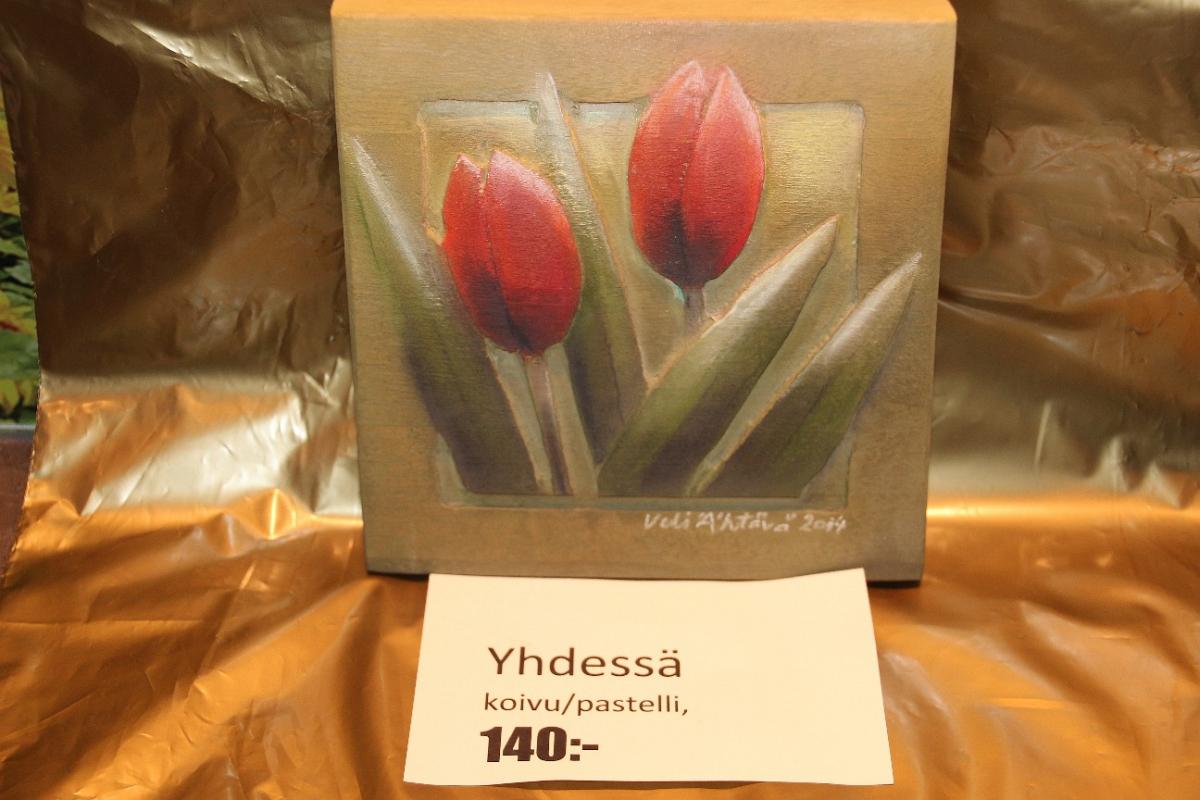 Veli "Ähtävä" 2014
Yhdessä
koivu/pastelli,
140:-